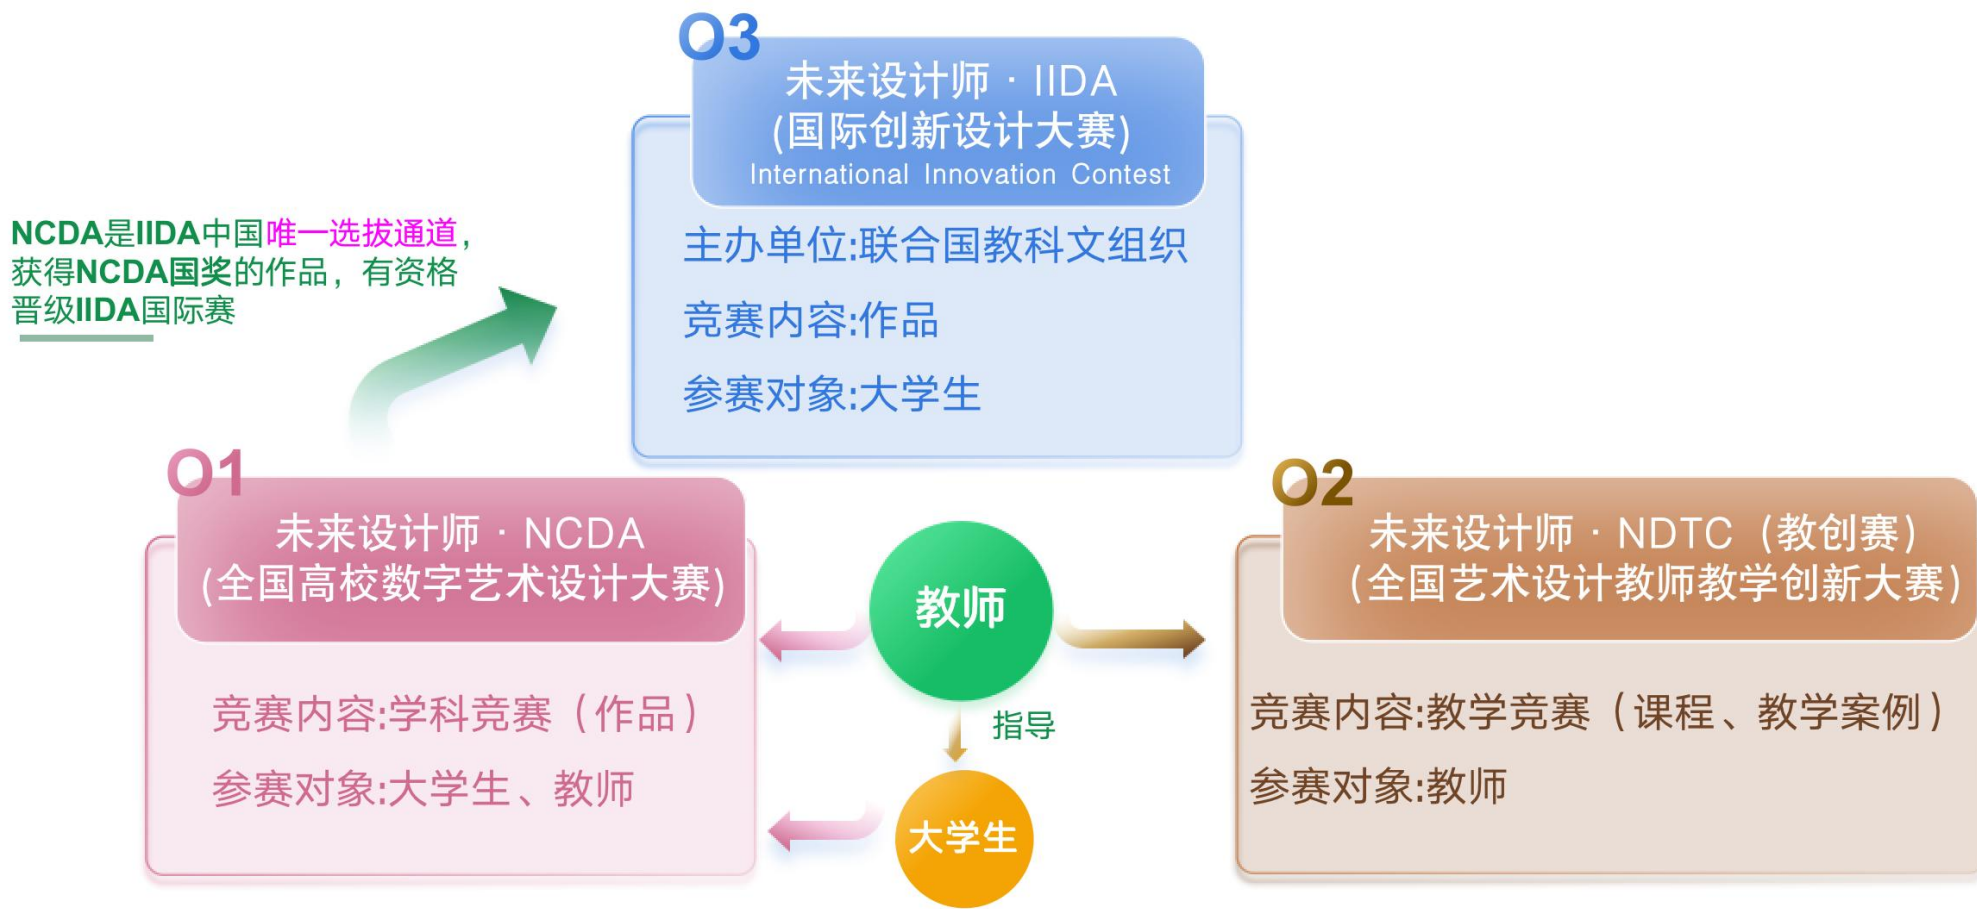 O3
未来设计师 · IIDA
(国际创新设计大赛)
International Innovation Contest
主办单位:联合国教科文组织
竞赛内容:作品
参赛对象:大学生
NCDA是IIDA中国唯一选拔通道，
获得NCDA国奖的作品，有资格
晋级IIDA国际赛
O1
未来设计师 · NCDA
(全国高校数字艺术设计大赛)
竞赛内容:学科竞赛（作品）
参赛对象:大学生、教师
教师
指导
大学生
O2
未来设计师 · NDTC（教创赛）
(全国艺术设计教师教学创新大赛)
竞赛内容:教学竞赛（课程、教学案例）
参赛对象:教师